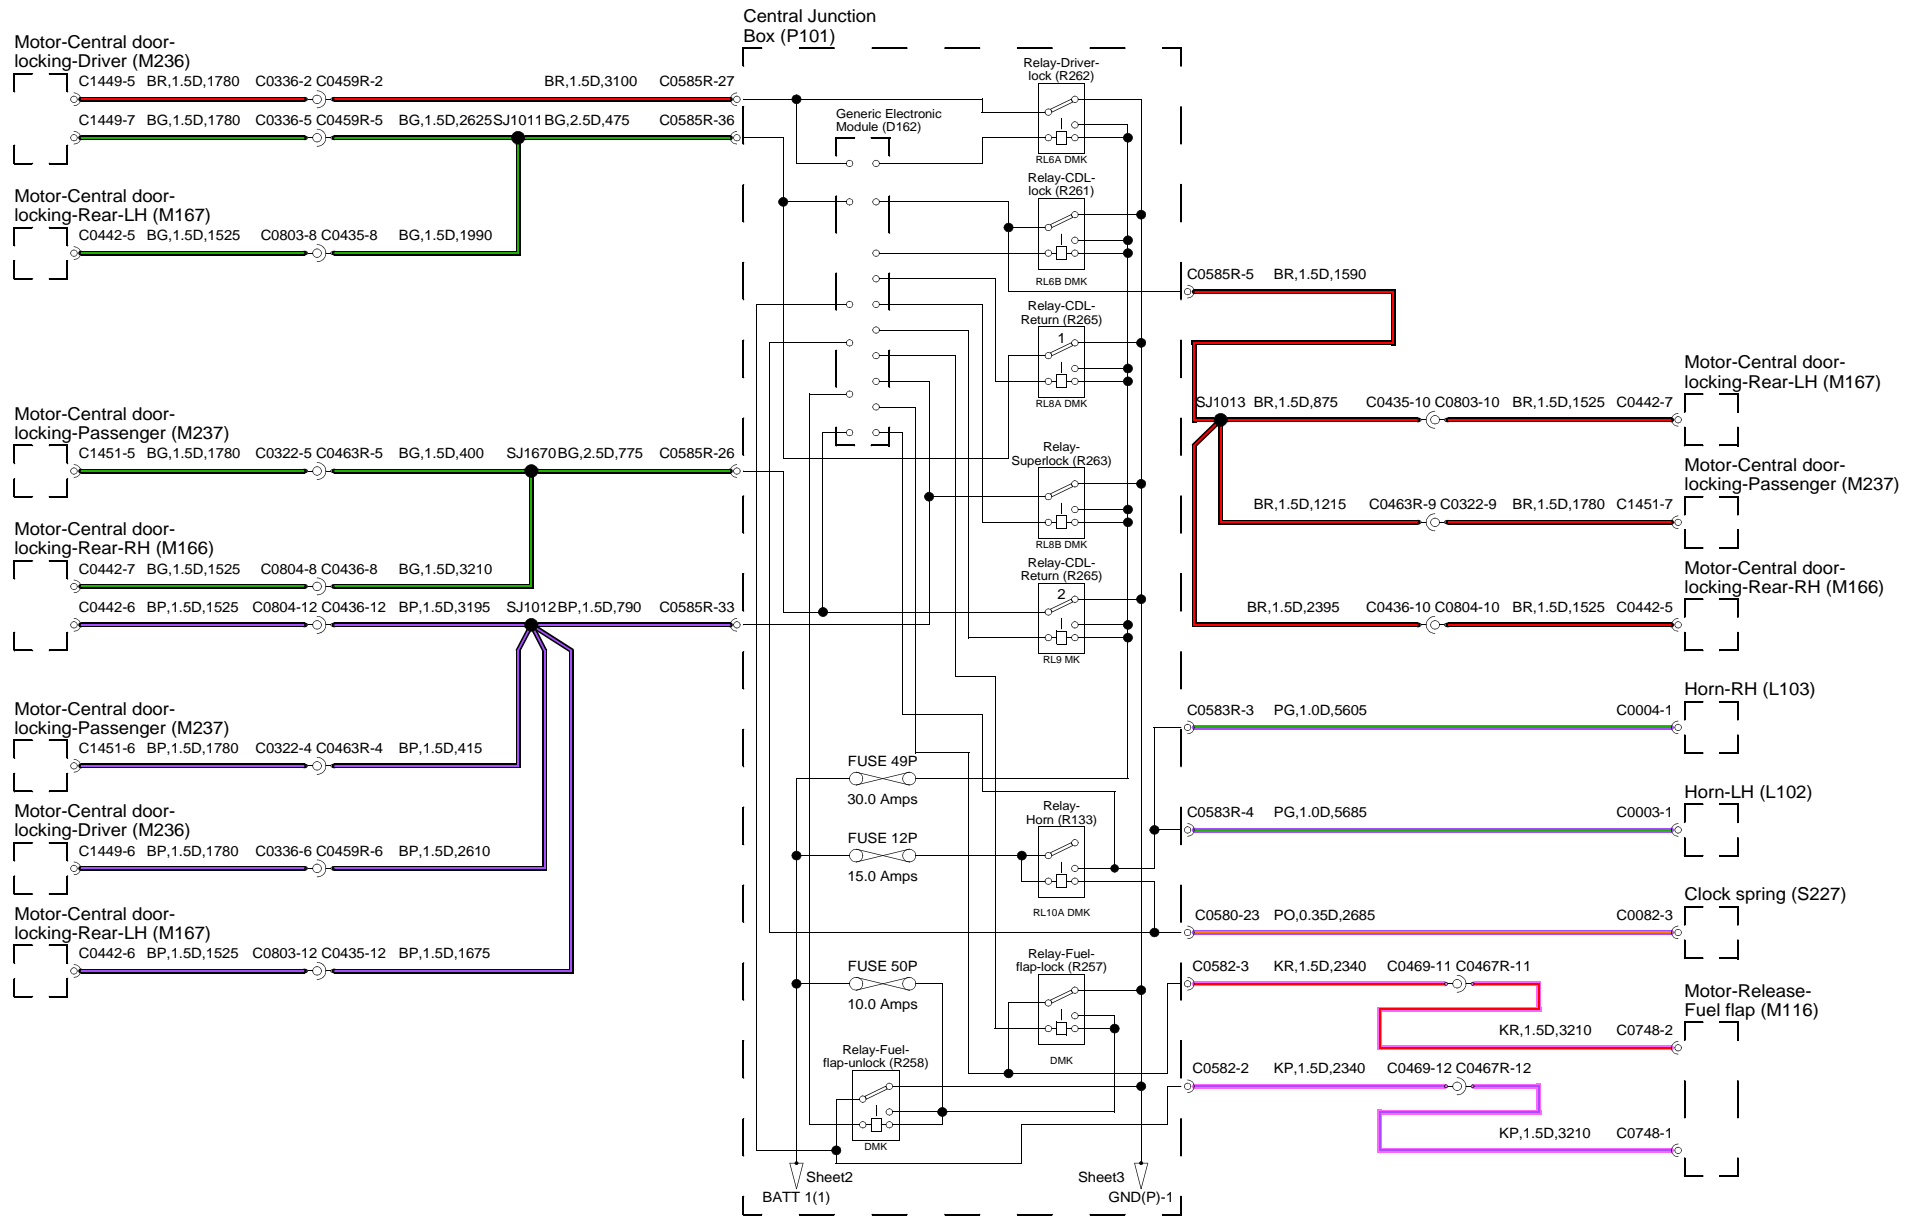 Central Junction
Box (P101)
Motor-Central door-
locking-Driver (M236)
C1449-5 BR,1.5D,1780 C0336-2 C0459R-2 BR,1.5D,3100 C0585R-27
C1449-7 BG,1.5D,1780 C0336-5 C0459R-5 BG,1.5D,2625 SJ1011 BG,2.5D,475 C0585R-36
Motor-Central door-
locking-Rear-LH (M167)
C0442-5 BG,1.5D,1525 C0803-8 C0435-8 BG,1.5D,1990
Motor-Central door-
locking-Passenger (M237)
C1451-5 BG,1.5D,1780 C0322-5 C0463R-5 BG,1.5D,400 SJ1670 BG,2.5D,775 C0585R-26
Motor-Central door-
locking-Rear-RH (M166)
C0442-7 BG,1.5D,1525 C0804-8 C0436-8 BG,1.5D,3210
C0442-6 BP,1.5D,1525 C0804-12 C0436-12 BP,1.5D,3195 SJ1012 BP,1.5D,790 C0585R-33
Motor-Central door-
locking-Passenger (M237)
C1451-6 BP,1.5D,1780 C0322-4 C0463R-4 BP,1.5D,415
Motor-Central door-
locking-Driver (M236)
C1449-6 BP,1.5D,1780 C0336-6 C0459R-6 BP,1.5D,2610
Motor-Central door-
locking-Rear-LH (M167)
C0442-6 BP,1.5D,1525 C0803-12 C0435-12 BP,1.5D,1675
Generic Electronic
Module (D162)
Relay-Driver-
lock (R262)
RL6A DMK
Relay-CDL-
lock (R261)
RL6B DMK
Relay-CDL-
Return (R265)
1
RL8A DMK
Relay-
Superlock (R263)
RL8B DMK
Relay-CDL-
Return (R265)
2
RL9 MK
FUSE 49P
30.0 Amps
FUSE 12P
15.0 Amps
Relay-
Horn (R133)
RL10A DMK
FUSE 50P
10.0 Amps
Relay-Fuel-
flap-lock (R257)
DMK
Relay-Fuel-
flap-unlock (R258)
DMK
Sheet2
BATT 1(1)
Sheet3
GND(P)-1
C0585R-5 BR,1.5D,1590
Motor-Central door-
locking-Rear-LH (M167)
SJ1013 BR,1.5D,875 C0435-10 C0803-10 BR,1.5D,1525 C0442-7
Motor-Central door-
locking-Passenger (M237)
BR,1.5D,1215 C0463R-9 C0322-9 BR,1.5D,1780 C1451-7
Motor-Central door-
locking-Rear-RH (M166)
BR,1.5D,2395 C0436-10 C0804-10 BR,1.5D,1525 C0442-5
Horn-RH (L103)
C0583R-3 PG,1.0D,5605 C0004-1
Horn-LH (L102)
C0583R-4 PG,1.0D,5685 C0003-1
Clock spring (S227)
C0580-23 PO,0.35D,2685 C0082-3
C0582-3 KR,1.5D,2340 C0469-11 C0467R-11
Motor-Release-
Fuel flap (M116)
KR,1.5D,3210 C0748-2
C0582-2 KP,1.5D,2340 C0469-12 C0467R-12
KP,1.5D,3210 C0748-1